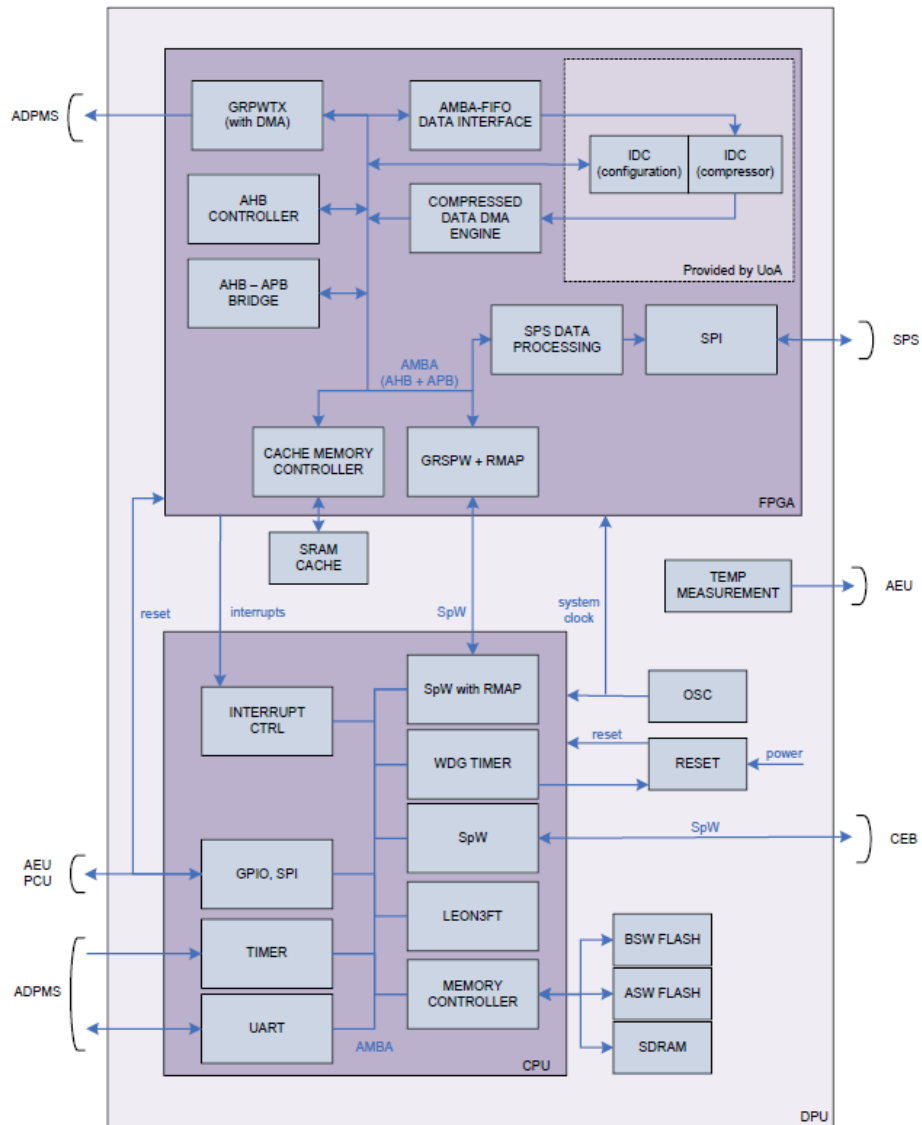 ADPMS
GRPWTX
(with DMA)
AMBA-FIFO
DATA INTERFACE
IDC
(configuration)
IDC
(compressor)
AHB
CONTROLLER
COMPRESSED
DATA DMA
ENGINE
Provided by UoA
AHB – APB
BRIDGE
SPS DATA
PROCESSING
SPI
SPS
AMBA
(AHB + APB)
CACHE MEMORY
CONTROLLER
GRSPW + RMAP
FPGA
SRAM
CACHE
TEMP
MEASUREMENT
AEU
reset
interrupts
SpW
system
clock
SpW with RMAP
INTERRUPT
CTRL
OSC
reset
WDG TIMER
RESET
power
SpW
SpW
CEB
AEU
PCU
GPIO, SPI
LEON3FT
BSW FLASH
TIMER
ADPMS
MEMORY
CONTROLLER
ASW FLASH
UART
SDRAM
AMBA
CPU
DPU